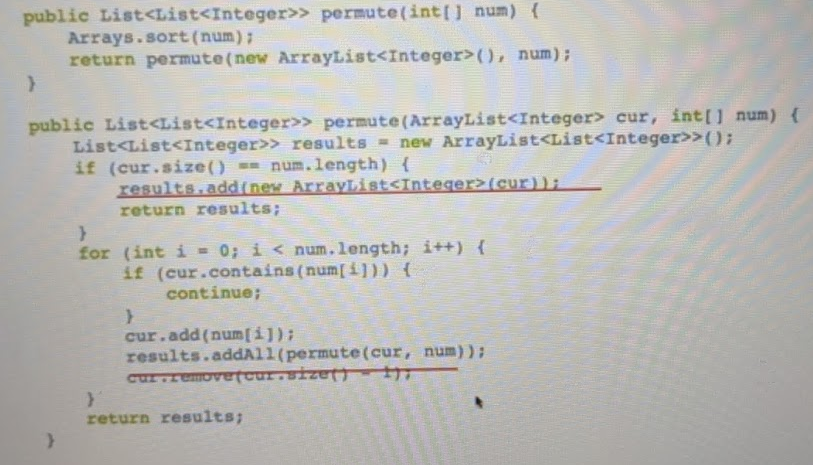 public List<List<Integer>> permute(int[] num) {
    Arrays.sort(num);
    return permute(new ArrayList<Integer>(), num);
}
public List<List<Integer>> permute(ArrayList<Integer> cur, int[] num) {
    List<List<Integer>> results = new ArrayList<List<Integer>>();
    if (cur.size() == num.length) {
        results.add(new ArrayList<Integer>(cur));
        return results;
    }
    for (int i = 0; i < num.length; i++) {
        if (cur.contains(num[i])) {
            continue;
        }
        cur.add(num[i]);
        results.addAll(permute(cur, num));
        cur.remove(cur.size() - 1);
    }
    return results;
}